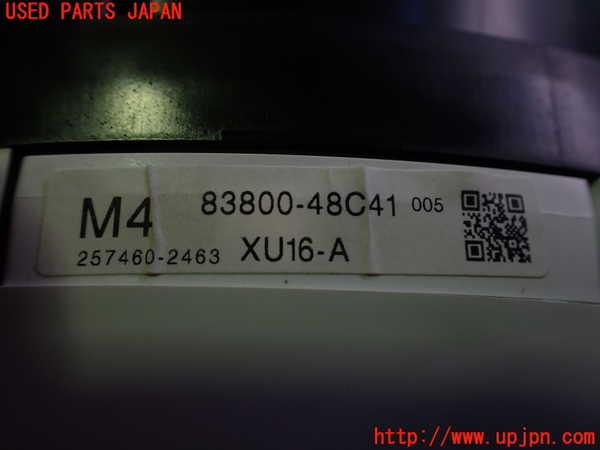 USED PARTS JAPAN
M4 83800-48C41 005
257460-2463 XU16-A
http://www.upjpn.com/